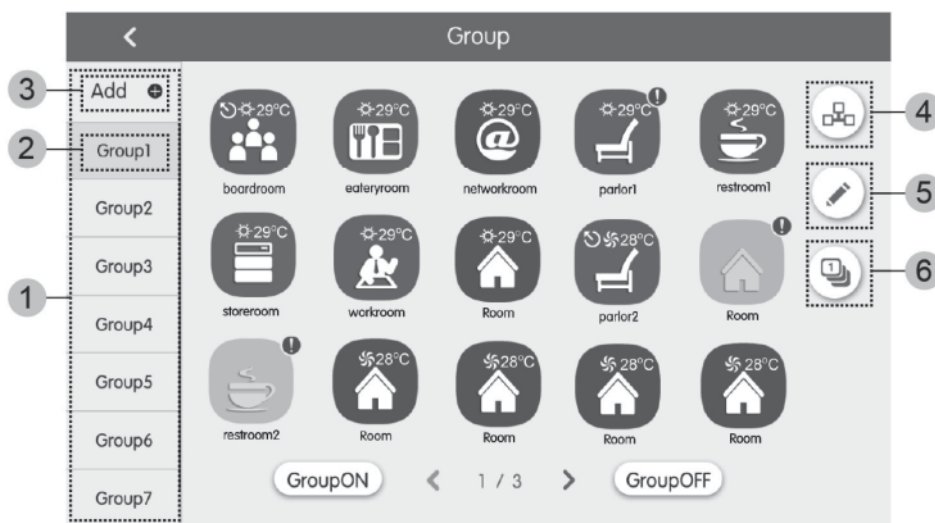 Group
3 Add
2 Group1
Group2
Group3
1
Group4
Group5
Group6
Group7
29°C 29°C 29°C 29°C ! 29°C
@
boardroom eateryroom networkroom parlor1 restroom1
29°C 29°C 29°C 28°C !
storeroom workroom Room parlor2 Room
! 28°C 28°C 28°C 28°C
restroom2 Room Room Room Room
GroupON < 1 / 3 > GroupOFF
4
5
1 6